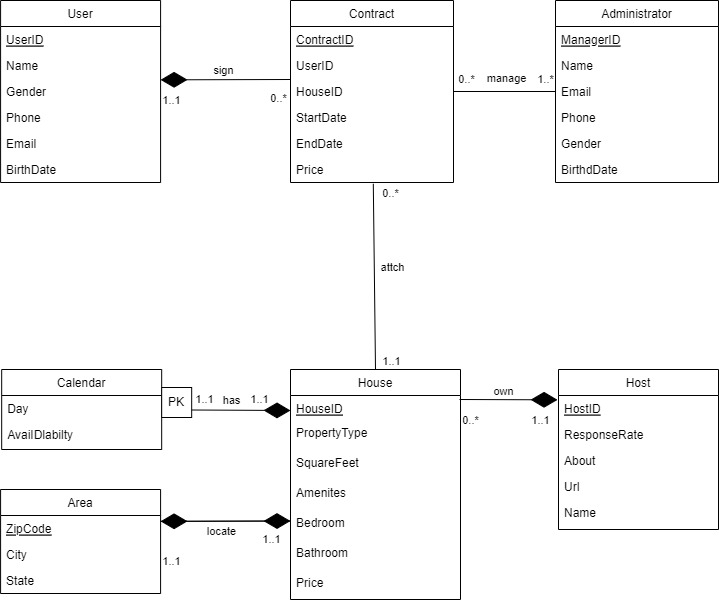 User
UserID
Name
Gender
Phone
Email
BirthDate
sign
1..1
0..*
Contract
ContractID
UserID
HouseID
StartDate
EndDate
Price
0..*
manage
1..*
Administrator
ManagerID
Name
Email
Phone
Gender
BirthdDate
0..*
attch
1..1
Calendar
Day
AvailDlabilty
PK
1..1
has
1..1
House
HouseID
PropertyType
SquareFeet
Amenites
Bedroom
Bathroom
Price
own
0..*
1..1
Host
HostID
ResponseRate
About
Url
Name
Area
ZipCode
City
State
locate
1..1
1..1